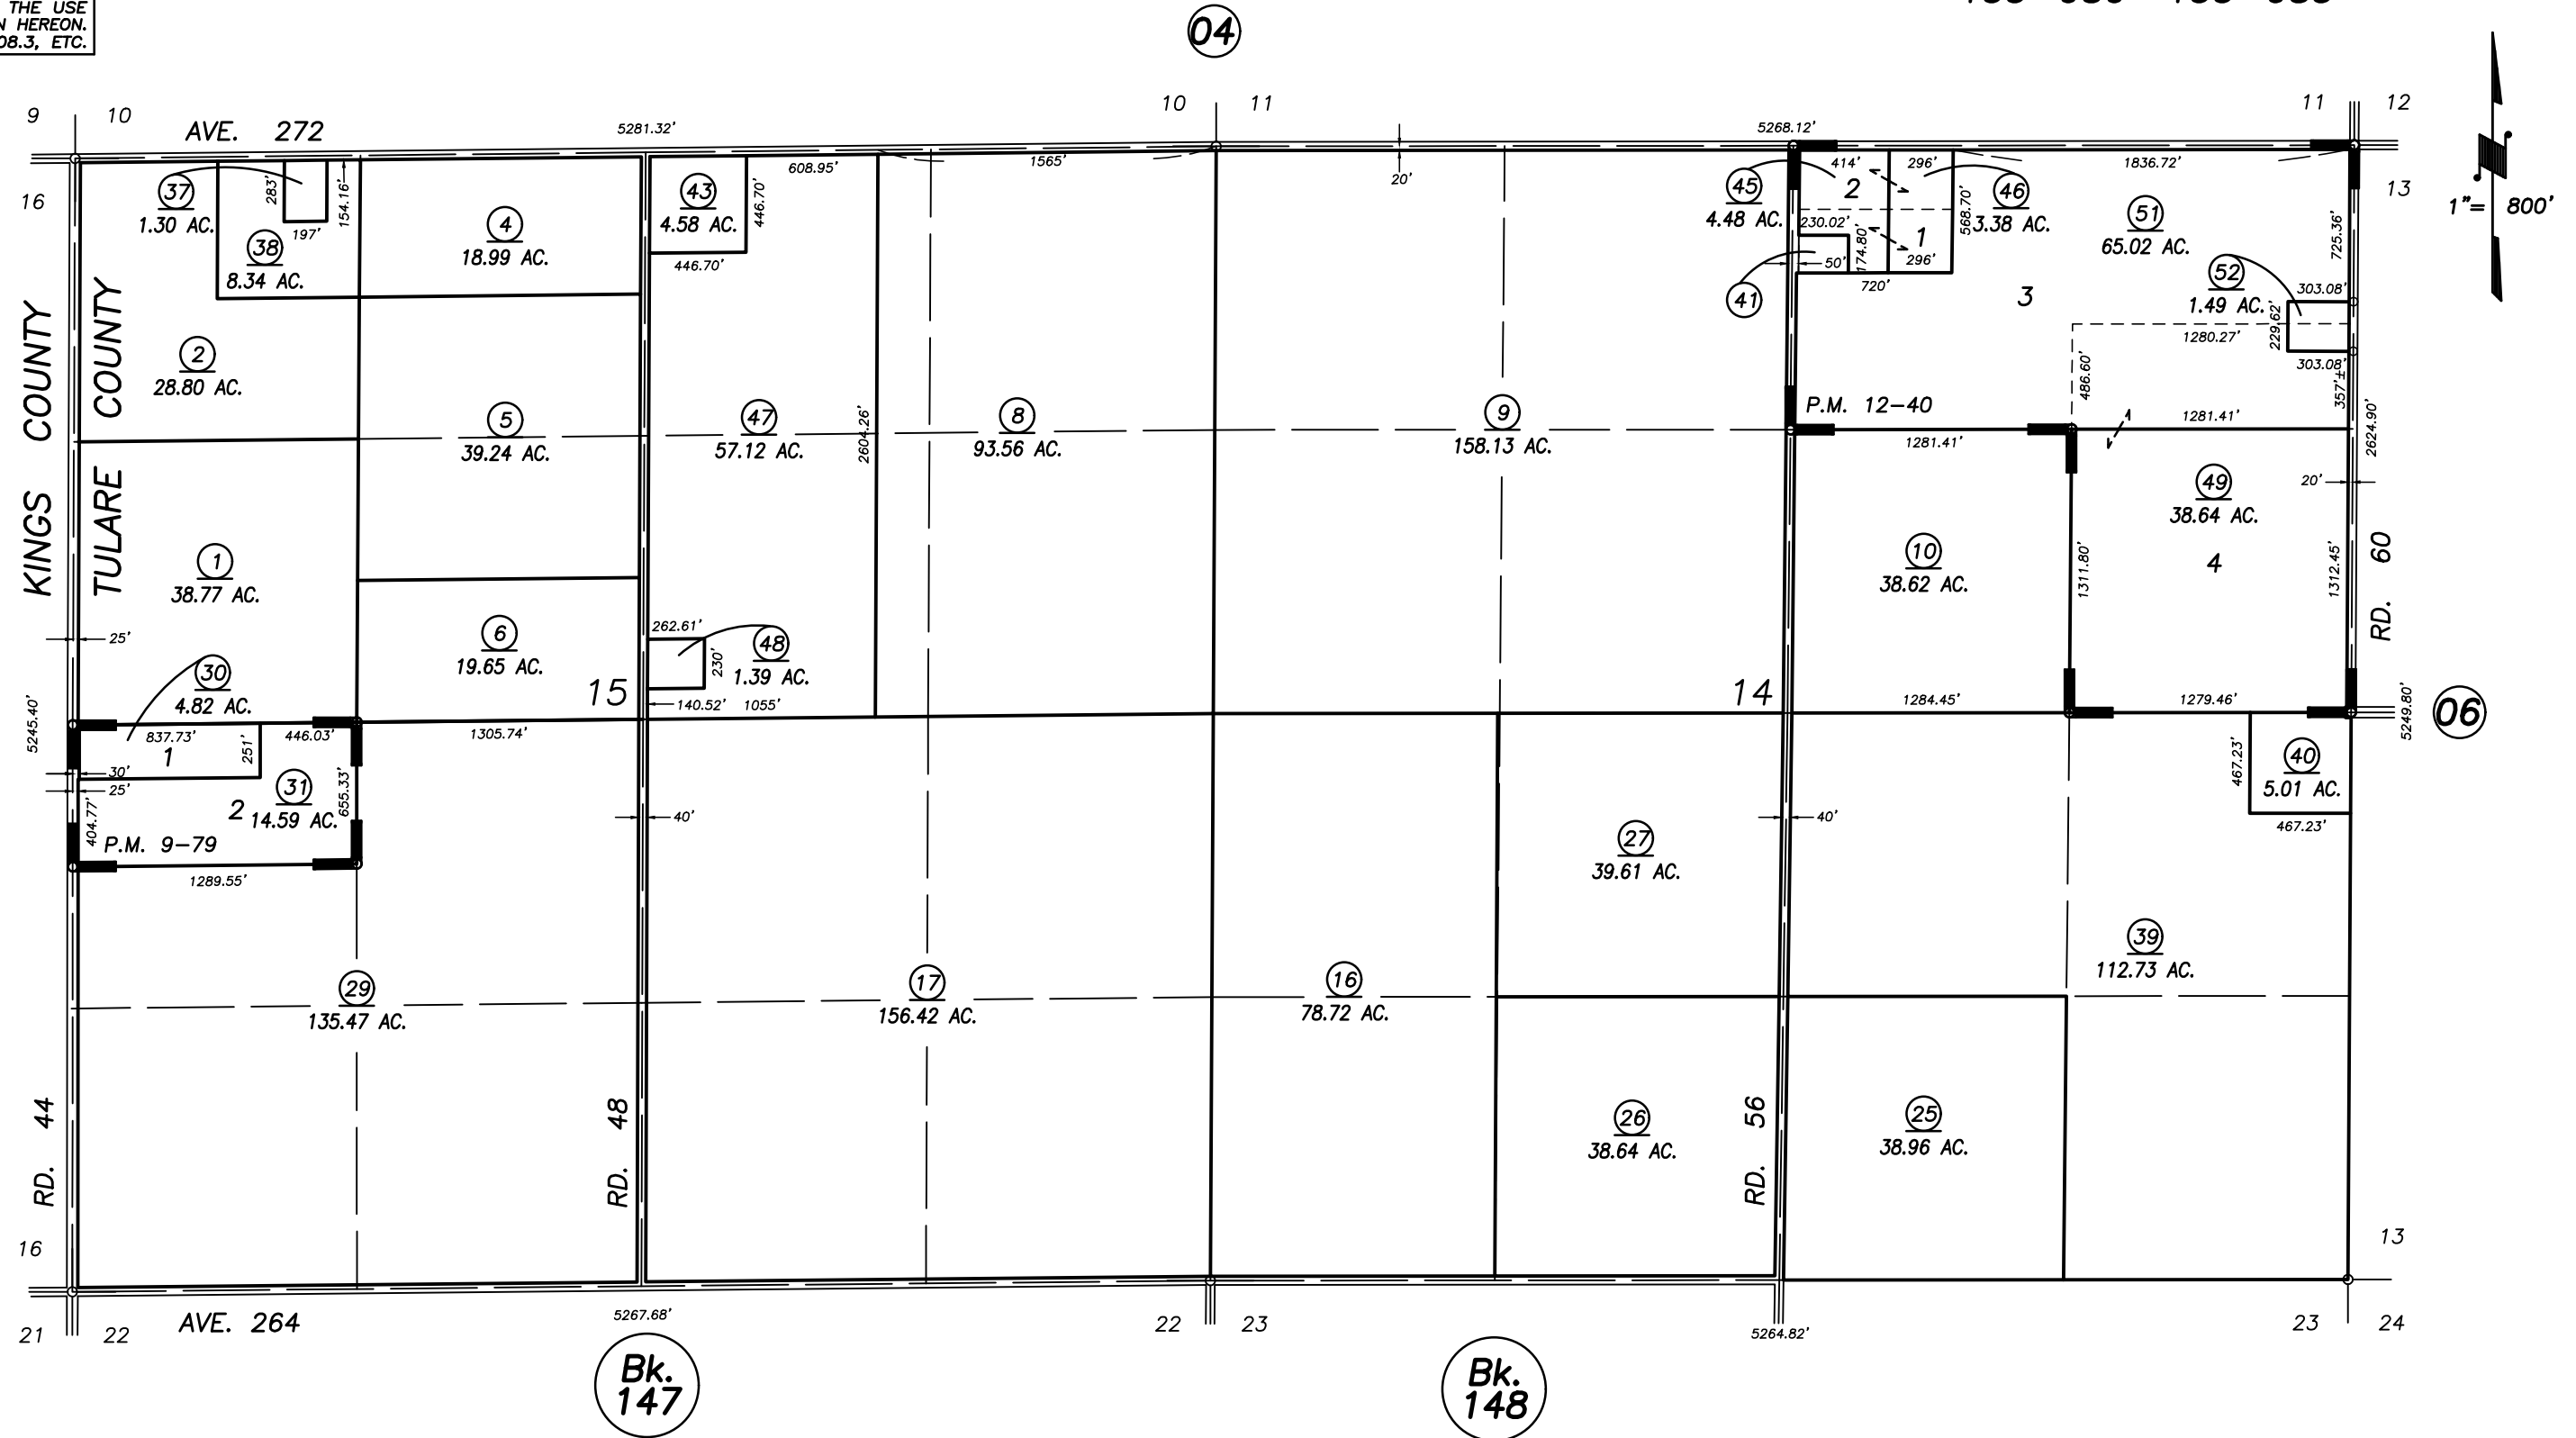 THE USE
N HEREON.
08.3, ETC.
04
9
10
AVE. 272
5281.32'
10
11
5268.12'
11
12
16
13
1"= 800'
37
1.30 AC.
283'
197'
154.16'
38
8.34 AC.
4
18.99 AC.
43
4.58 AC.
446.70'
446.70'
608.95'
1565'
20'
45
4.48 AC.
414'
296'
2
230.02'
174.80'
1
296'
568.70'
46
3.38 AC.
50'
720'
41
1836.72'
51
65.02 AC.
725.36'
3
52
1.49 AC.
303.08'
229.62'
1280.27'
303.08'
486.60'
357'±
KINGS COUNTY
TULARE COUNTY
2
28.80 AC.
5
39.24 AC.
47
57.12 AC.
2604.26'
8
93.56 AC.
9
158.13 AC.
P.M. 12-40
1281.41'
1281.41'
2624.90'
20'
49
38.64 AC.
4
10
38.62 AC.
1311.80'
1312.45'
RD. 60
1
38.77 AC.
25'
6
19.65 AC.
15
262.61'
230'
48
1.39 AC.
140.52'
1055'
14
1284.45'
1279.46'
5249.80'
06
30
4.82 AC.
5245.40'
837.73'
446.03'
251'
1
1305.74'
30'
25'
31
14.59 AC.
2
655.33'
404.77'
P.M. 9-79
1289.55'
40'
40'
467.23'
40
5.01 AC.
467.23'
27
39.61 AC.
39
112.73 AC.
29
135.47 AC.
17
156.42 AC.
16
78.72 AC.
26
38.64 AC.
25
38.96 AC.
RD. 44
RD. 48
RD. 56
16
13
21
22
AVE. 264
5267.68'
22
23
5264.82'
23
24
Bk.
147
Bk.
148